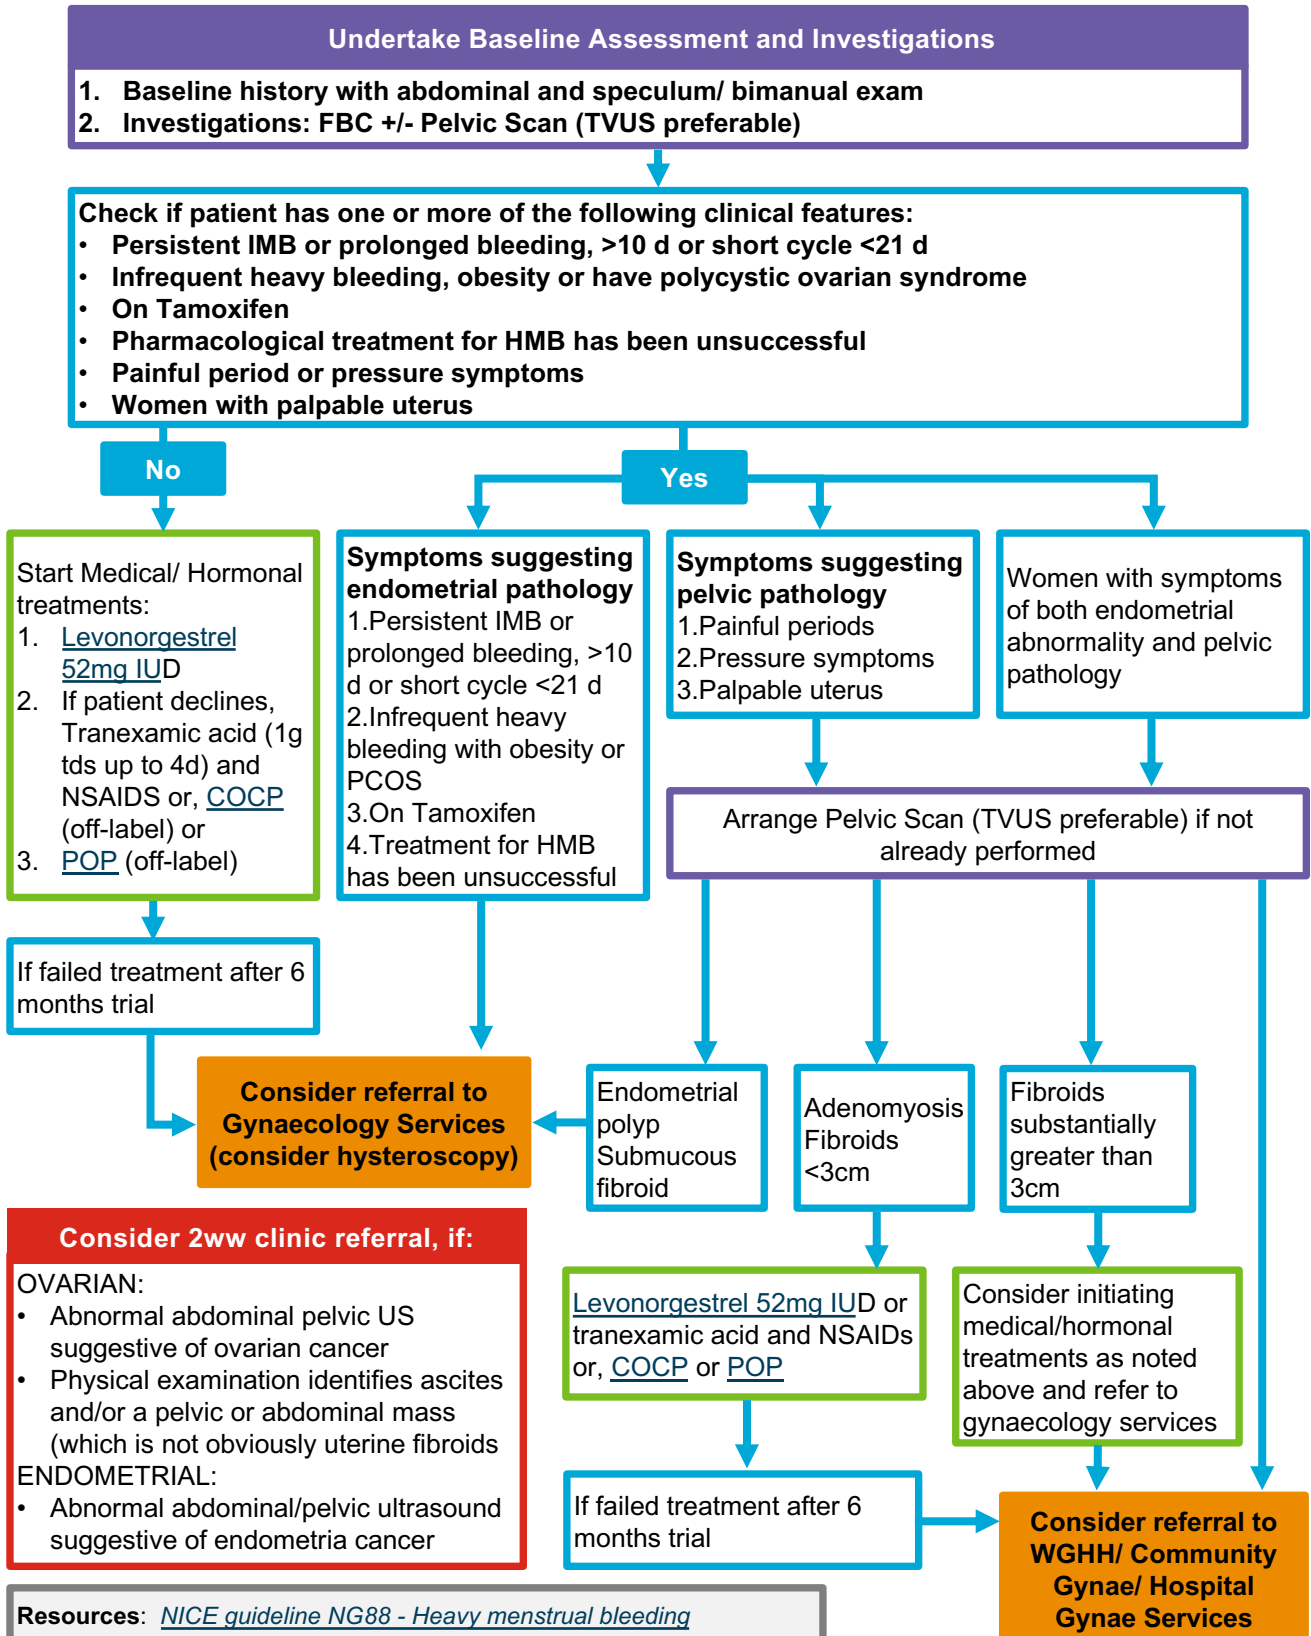 Undertake Baseline Assessment and Investigations
1. Baseline history with abdominal and speculum/ bimanual exam
2. Investigations: FBC +/- Pelvic Scan (TVUS preferable)
Check if patient has one or more of the following clinical features:
• Persistent IMB or prolonged bleeding, >10 d or short cycle <21 d
• Infrequent heavy bleeding, obesity or have polycystic ovarian syndrome
• On Tamoxifen
• Pharmacological treatment for HMB has been unsuccessful
• Painful period or pressure symptoms
• Women with palpable uterus
No
Yes
Start Medical/ Hormonal
treatments:
1. Levonorgestrel
52mg IUD
2. If patient declines,
Tranexamic acid (1g
tds up to 4d) and
NSAIDS or, COCP
(off-label) or
3. POP (off-label)
Symptoms suggesting
endometrial pathology
1.Persistent IMB or
prolonged bleeding, >10
d or short cycle <21 d
2.Infrequent heavy
bleeding with obesity or
PCOS
3.On Tamoxifen
4.Treatment for HMB
has been unsuccessful
Symptoms suggesting
pelvic pathology
1.Painful periods
2.Pressure symptoms
3.Palpable uterus
Women with symptoms
of both endometrial
abnormality and pelvic
pathology
Arrange Pelvic Scan (TVUS preferable) if not
already performed
If failed treatment after 6
months trial
Consider referral to
Gynaecology Services
(consider hysteroscopy)
Endometrial
polyp
Submucous
fibroid
Adenomyosis
Fibroids
<3cm
Fibroids
substantially
greater than
3cm
Consider 2ww clinic referral, if:
OVARIAN:
• Abnormal abdominal pelvic US
suggestive of ovarian cancer
• Physical examination identifies ascites
and/or a pelvic or abdominal mass
(which is not obviously uterine fibroids
ENDOMETRIAL:
• Abnormal abdominal/pelvic ultrasound
suggestive of endometria cancer
Levonorgestrel 52mg IUD or
tranexamic acid and NSAIDs
or, COCP or POP
Consider initiating
medical/hormonal
treatments as noted
above and refer to
gynaecology services
If failed treatment after 6
months trial
Consider referral to
WGHH/ Community
Gynae/ Hospital
Gynae Services
Resources: NICE guideline NG88 - Heavy menstrual bleeding